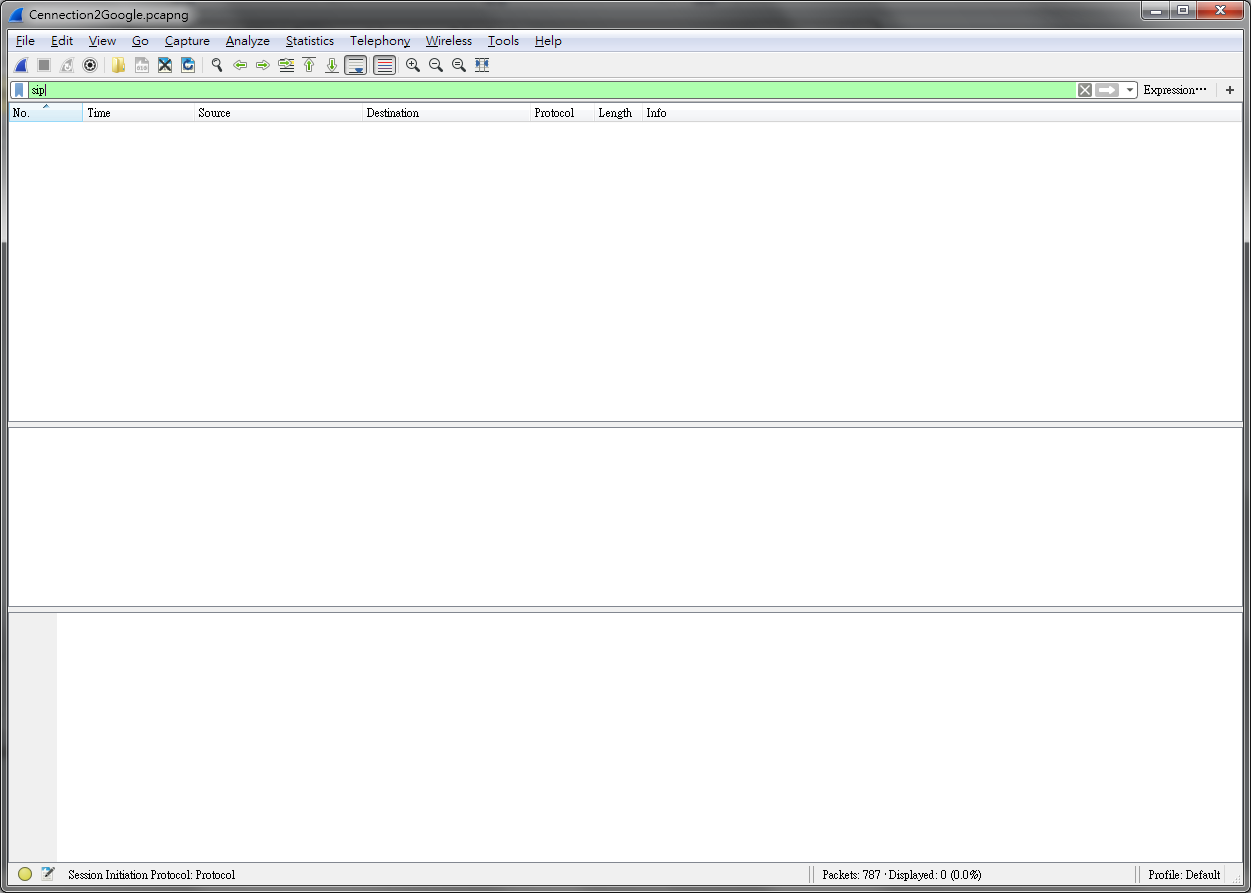 Cennection2Google.pcapng
File Edit View Go Capture Analyze Statistics Telephony Wireless Tools Help
sip Expression…
No. Time Source Destination Protocol Length Info
Session Initiation Protocol: Protocol Packets: 787 · Displayed: 0 (0.0%) Profile: Default